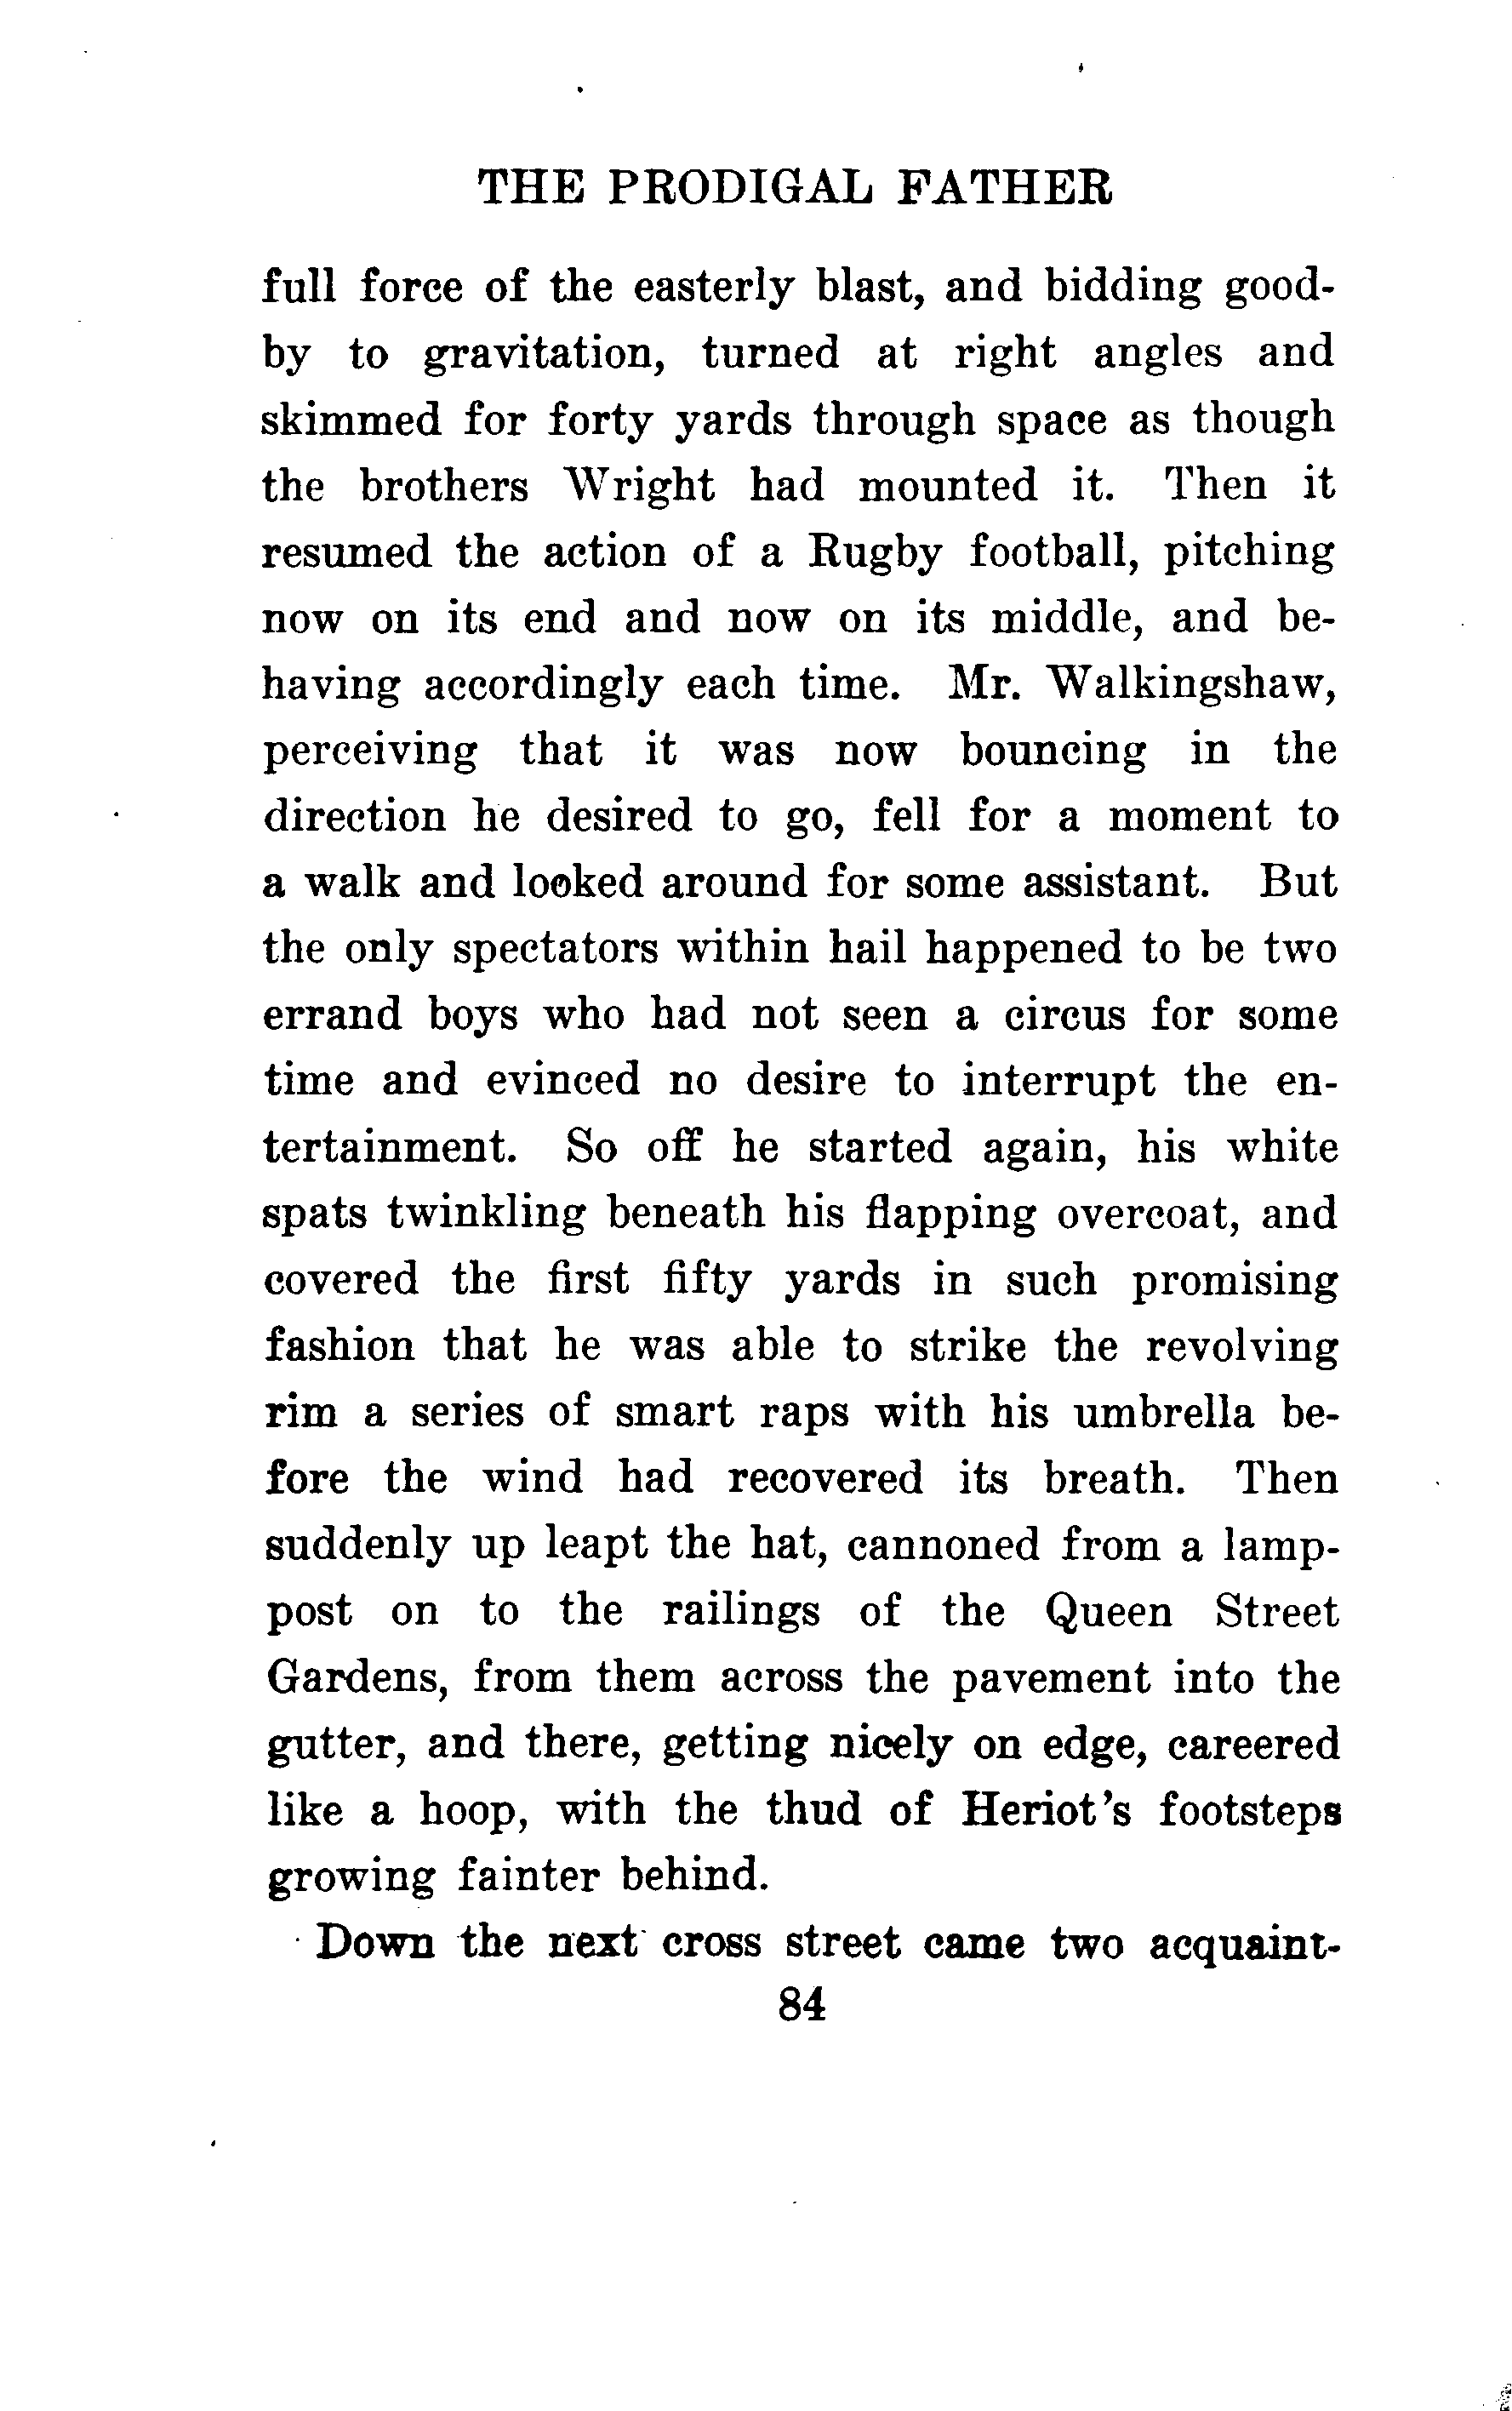 THE PRODIGAL FATHER
full force of the easterly blast, and bidding good-
by to gravitation, turned at right angles and
skimmed for forty yards through space as though
the brothers Wright had mounted it. Then it
resumed the action of a Rugby football, pitching
now on its end and now on its middle, and be-
having accordingly each time. Mr. Walkingshaw,
perceiving that it was now bouncing in the
direction he desired to go, fell for a moment to
a walk and looked around for some assistant. But
the only spectators within hail happened to be two
errand boys who had not seen a circus for some
time and evinced no desire to interrupt the en-
tertainment. So off he started again, his white
spats twinkling beneath his flapping overcoat, and
covered the first fifty yards in such promising
fashion that he was able to strike the revolving
rim a series of smart raps with his umbrella be-
fore the wind had recovered its breath. Then
suddenly up leapt the hat, cannoned from a lamp-
post on to the railings of the Queen Street
Gardens, from them across the pavement into the
gutter, and there, getting nicely on edge, careered
like a hoop, with the thud of Heriot's footsteps
growing fainter behind.
Down the next cross street came two acquaint-
84